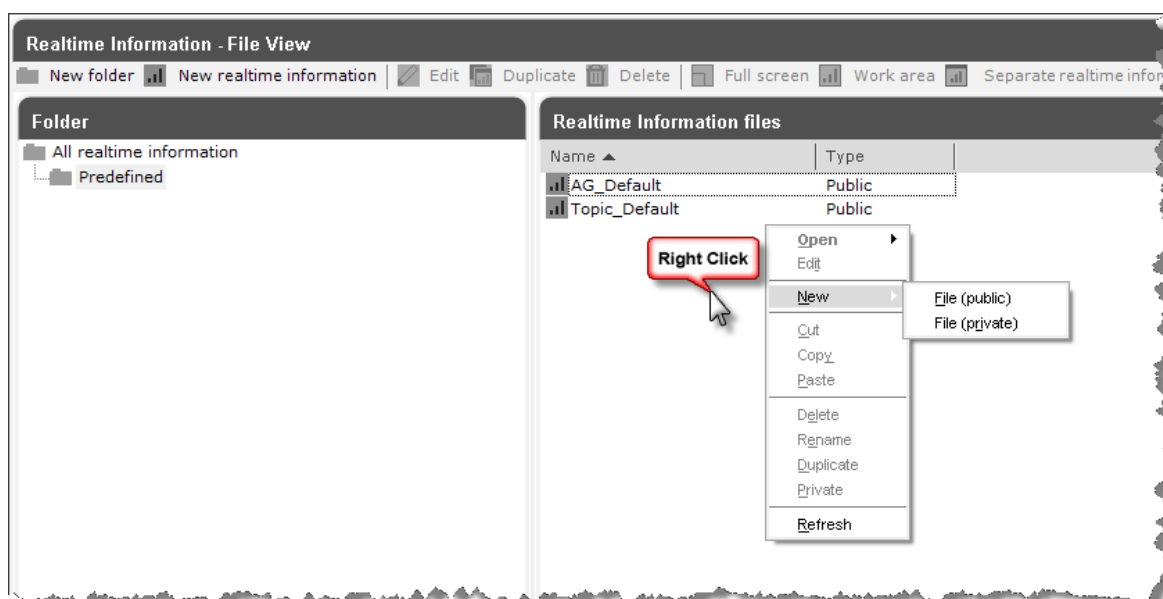 Realtime Information - File View
New folder New realtime information Edit Duplicate Delete Full screen Work area Separate realtime infor
Folder
All realtime information
Predefined
Realtime Information files
Name Type
AG_Default Public
Topic_Default Public
Right Click
Open
Edit
New
File (public)
File (private)
Cut
Copy
Paste
Delete
Rename
Duplicate
Private
Refresh